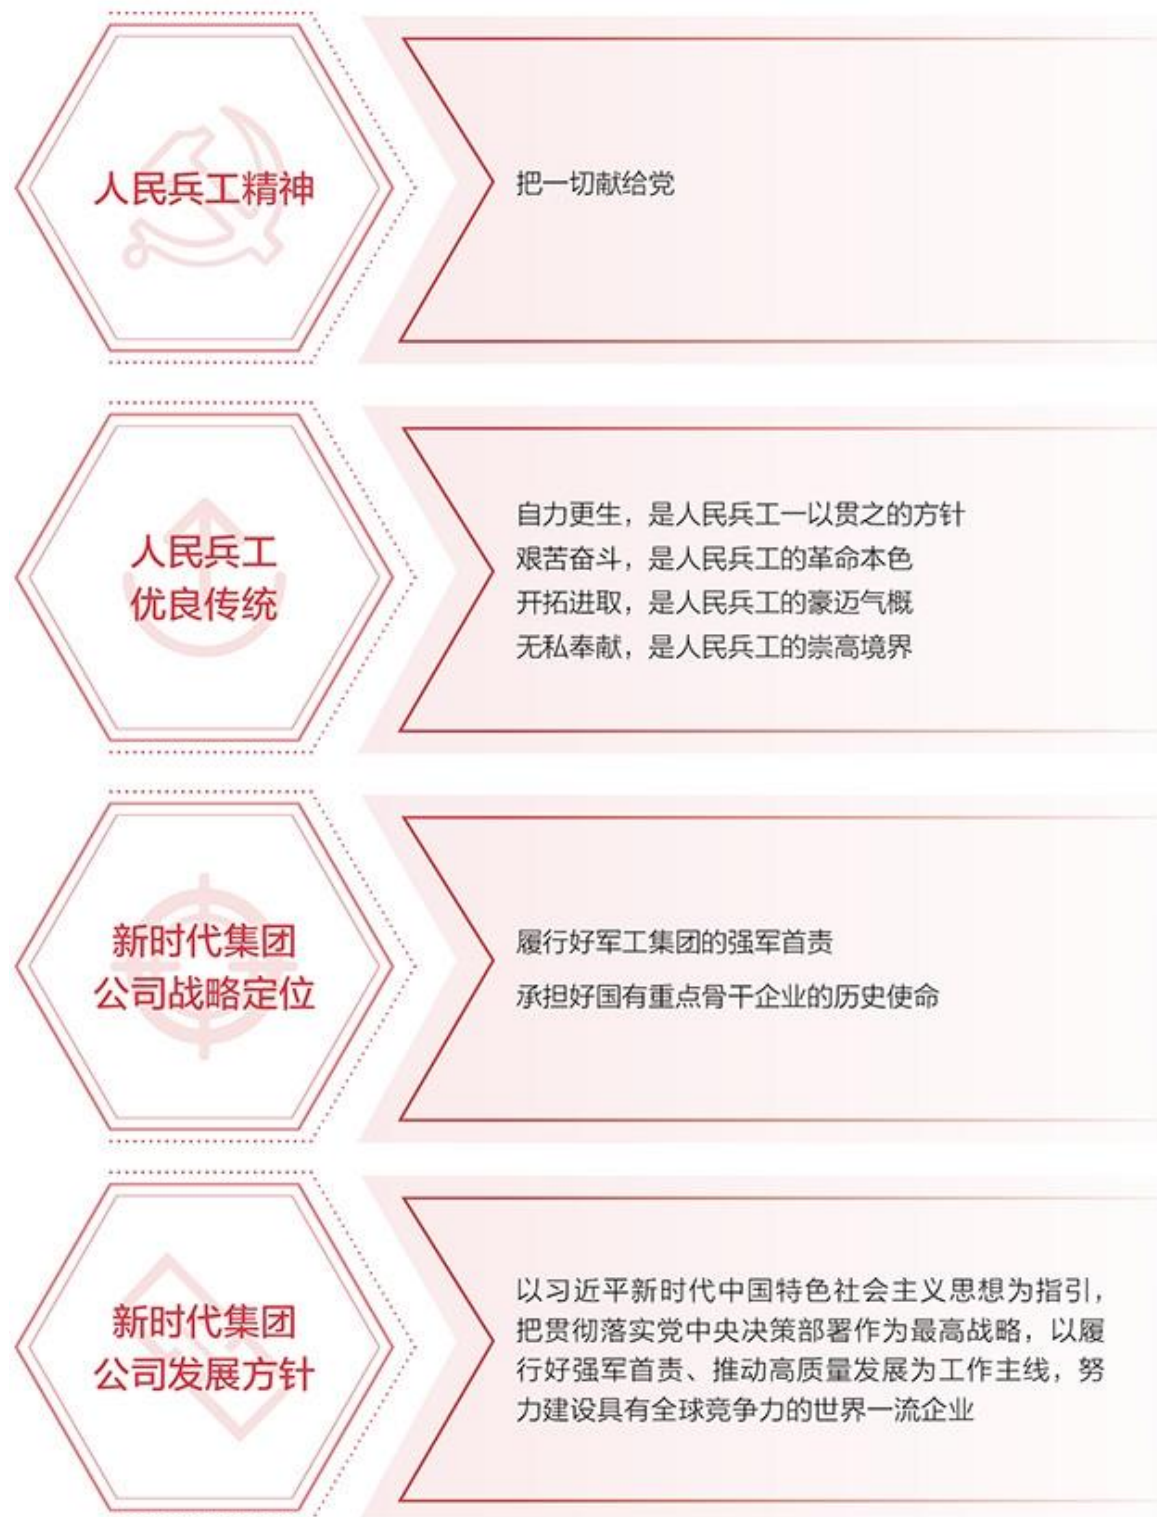 人民兵工精神
把一切献给党
人民兵工
优良传统
自力更生，是人民兵工一以贯之的方针
艰苦奋斗，是人民兵工的革命本色
开拓进取，是人民兵工的豪迈气概
无私奉献，是人民兵工的崇高境界
新时代集团
公司战略定位
履行好军工集团的强军首责
承担好国有重点骨干企业的历史使命
新时代集团
公司发展方针
以习近平新时代中国特色社会主义思想为指引，
把贯彻落实党中央决策部署作为最高战略，以履
行好强军首责、推动高质量发展为工作主线，努
力建设具有全球竞争力的世界一流企业